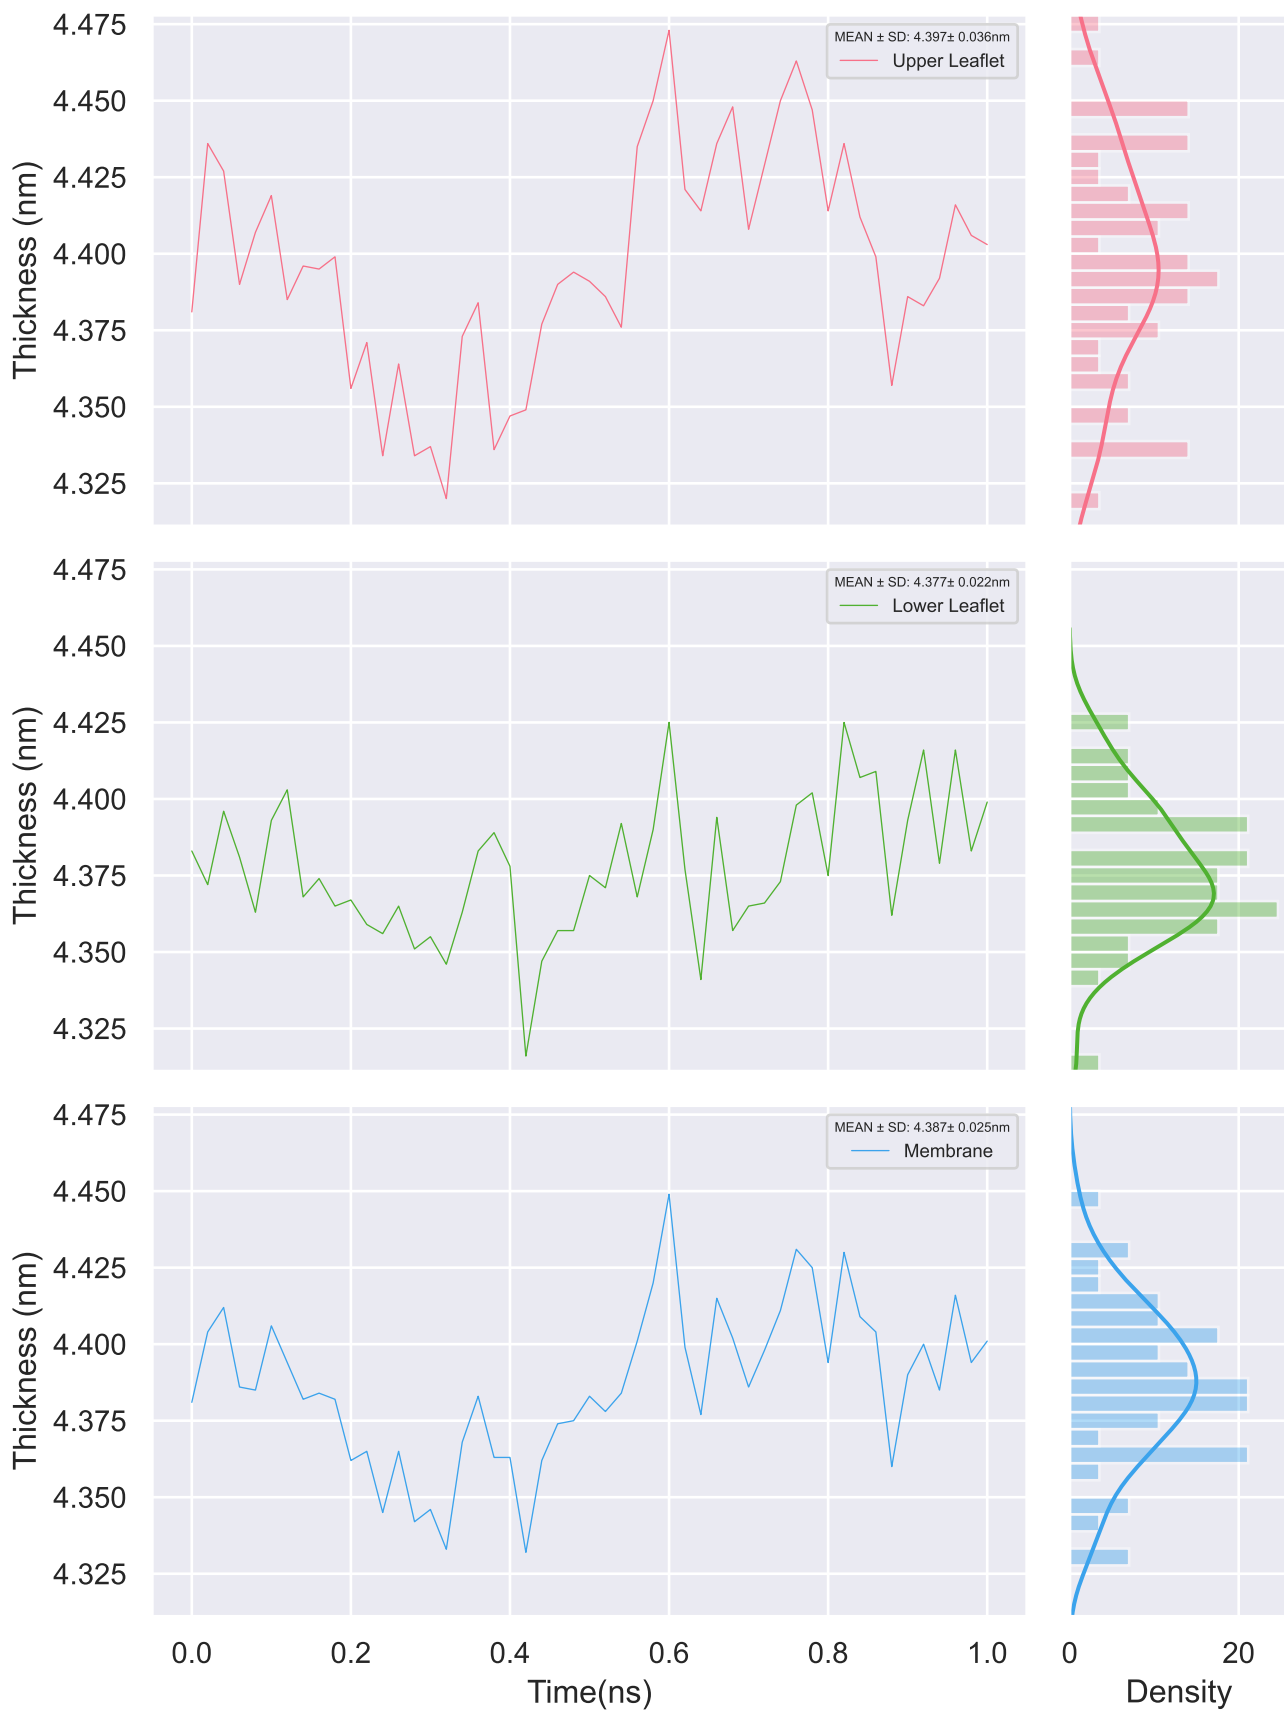 4.475
4.450
4.425
4.400
4.375
4.350
4.325
Thickness (nm)
MEAN ± SD: 4.397± 0.036nm
Upper Leaflet
4.475
4.450
4.425
4.400
4.375
4.350
4.325
Thickness (nm)
MEAN ± SD: 4.377± 0.022nm
Lower Leaflet
4.475
4.450
4.425
4.400
4.375
4.350
4.325
Thickness (nm)
MEAN ± SD: 4.387± 0.025nm
Membrane
0.0 0.2 0.4 0.6 0.8 1.0
Time(ns)
0 20
Density